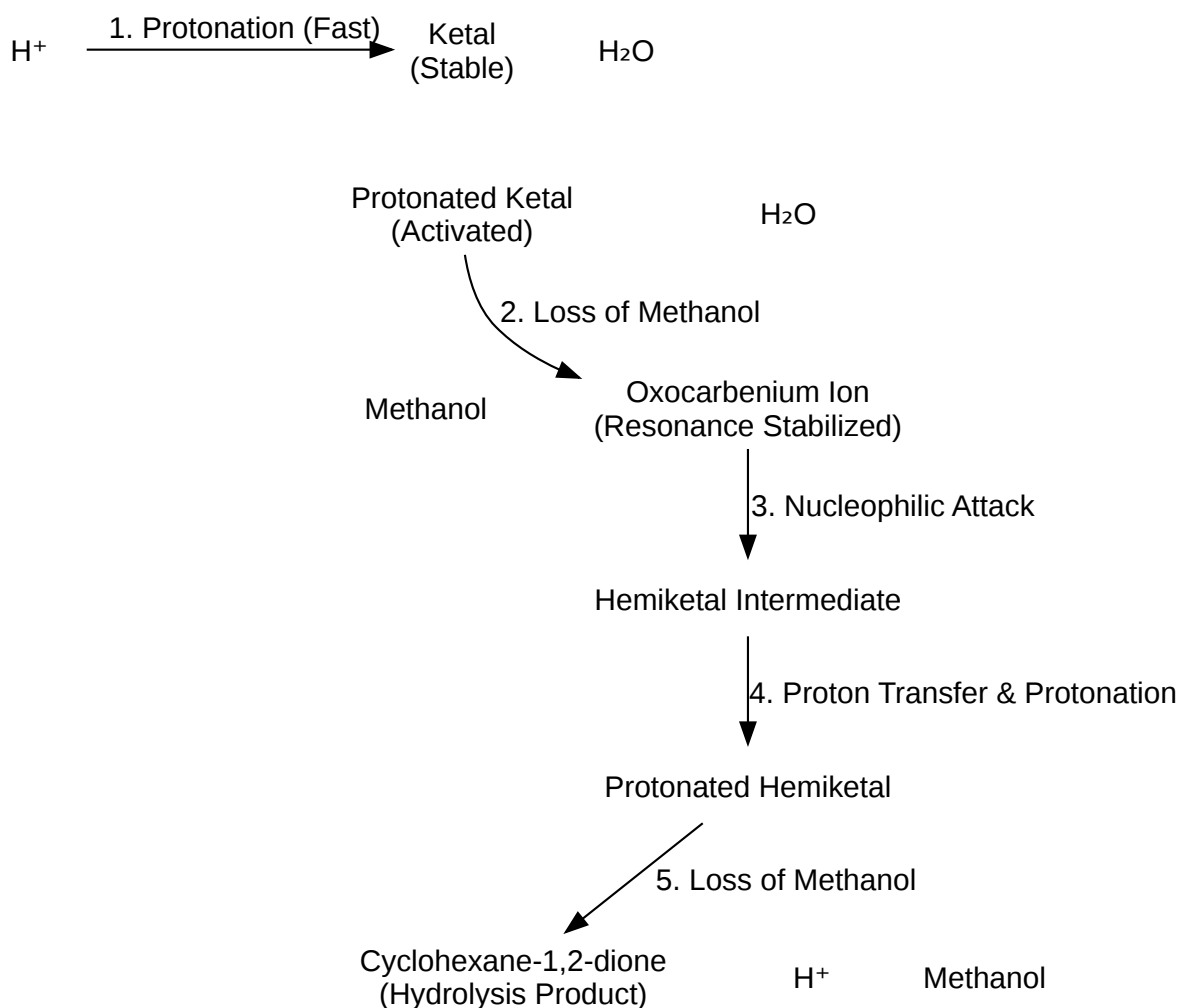 H⁺
1. Protonation (Fast)
Ketal
(Stable)
H₂O
Protonated Ketal
(Activated)
H₂O
2. Loss of Methanol
Methanol
Oxocarbenium Ion
(Resonance Stabilized)
3. Nucleophilic Attack
Hemiketal Intermediate
4. Proton Transfer & Protonation
Protonated Hemiketal
5. Loss of Methanol
Cyclohexane-1,2-dione
(Hydrolysis Product)
H⁺
Methanol